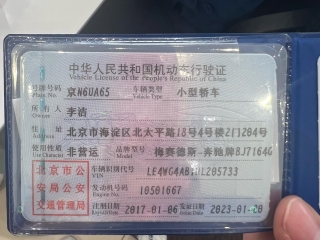 中华人民共和国机动车行驶证
Vehicle License of the People's Republic of China
号牌号码 京N6UA65 车辆类型 小型轿车
Plate No. Vehicle Type
所有人 李洁
Owner
住址 北京市海淀区北太平路18号4号楼2门1204号
Address
使用性质 非营运 品牌型号 梅赛德斯-奔驰牌BJ7164G
Use Character Model
北京市公 车辆识别代号
VIN
安局公安 发动机号码 10501667
Engine No.
交通管理局 注册日期 2017-01-06 发证日期 2023-01-20
Register Date Issue Date